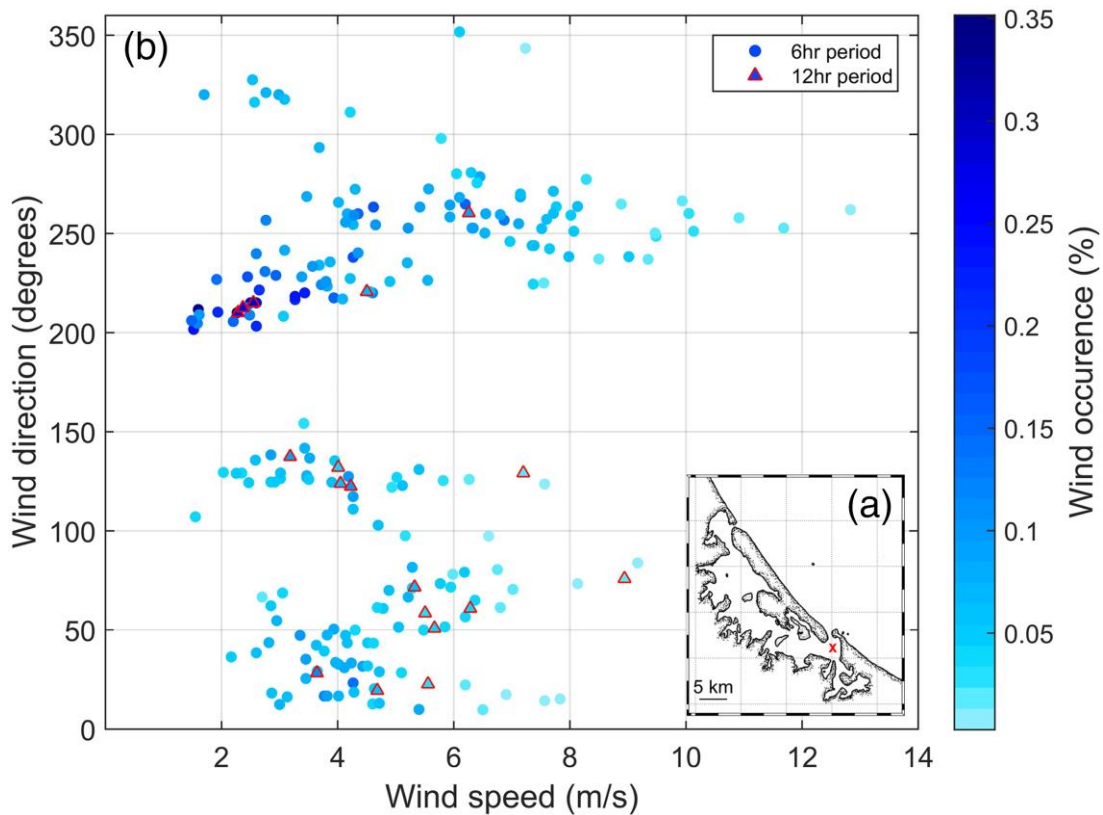 (b)
6hr period
12hr period
350
300
250
200
150
100
50
0
Wind direction (degrees)
2
4
6
8
10
12
14
Wind speed (m/s)
(a)
x
5 km
0.35
0.3
0.25
0.2
0.15
0.1
0.05
Wind occurence (%)